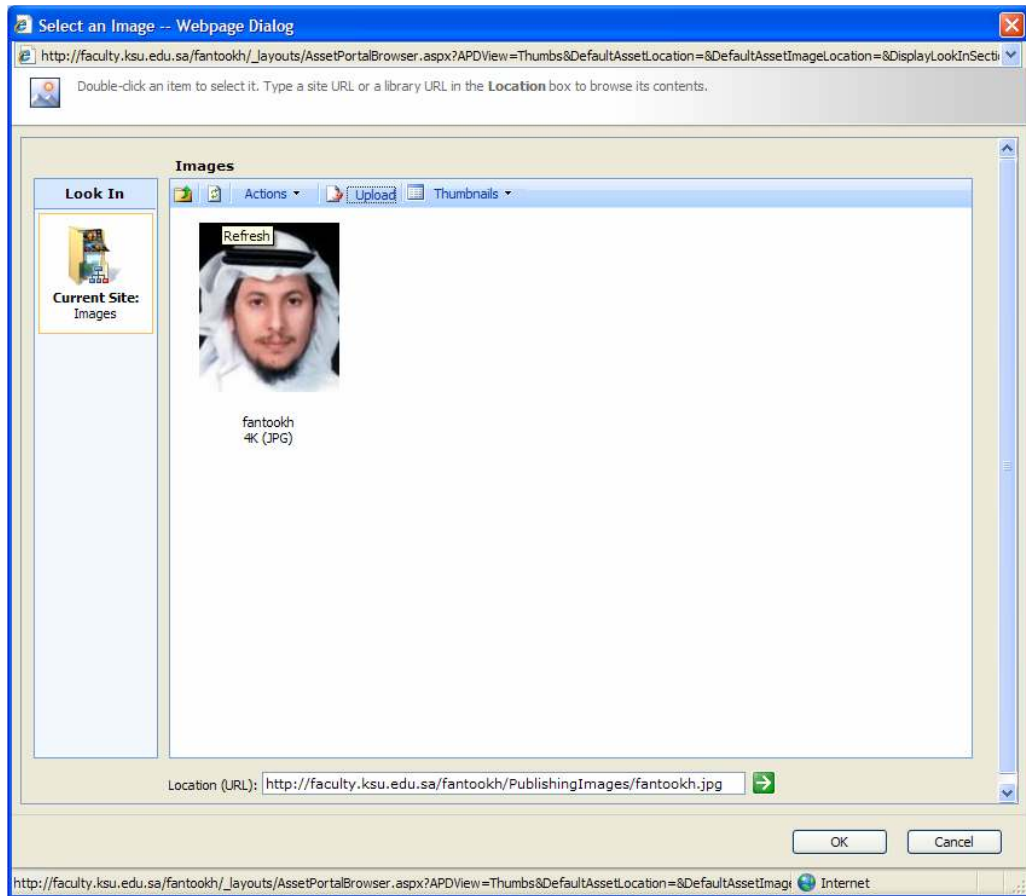 Select an Image -- Webpage Dialog
http://faculty.ksu.edu.sa/fantookh/_layouts/AssetPortalBrowser.aspx?APDView=Thumbs&DefaultAssetLocation=&DefaultAssetImageLocation=&DisplayLookInSecti
Double-click an item to select it. Type a site URL or a library URL in the Location box to browse its contents.
Images
Look In
Actions Upload Thumbnails
Refresh
Current Site:
Images
fantookh
4K (JPG)
Location (URL): http://faculty.ksu.edu.sa/fantookh/PublishingImages/fantookh.jpg
OK Cancel
http://faculty.ksu.edu.sa/fantookh/_layouts/AssetPortalBrowser.aspx?APDView=Thumbs&DefaultAssetLocation=&DefaultAssetImage Internet